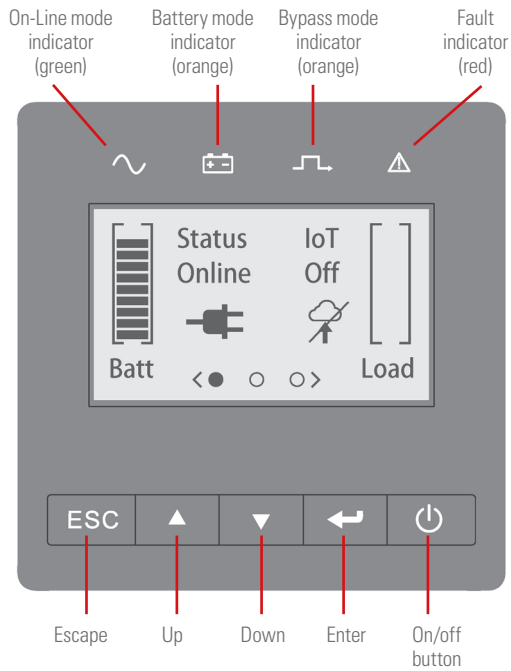 On-Line mode
indicator
(green)
Battery mode
indicator
(orange)
Bypass mode
indicator
(orange)
Fault
indicator
(red)
Status
Online
IoT
Off
Batt
Load
ESC
Escape
Up
Down
Enter
On/off
button